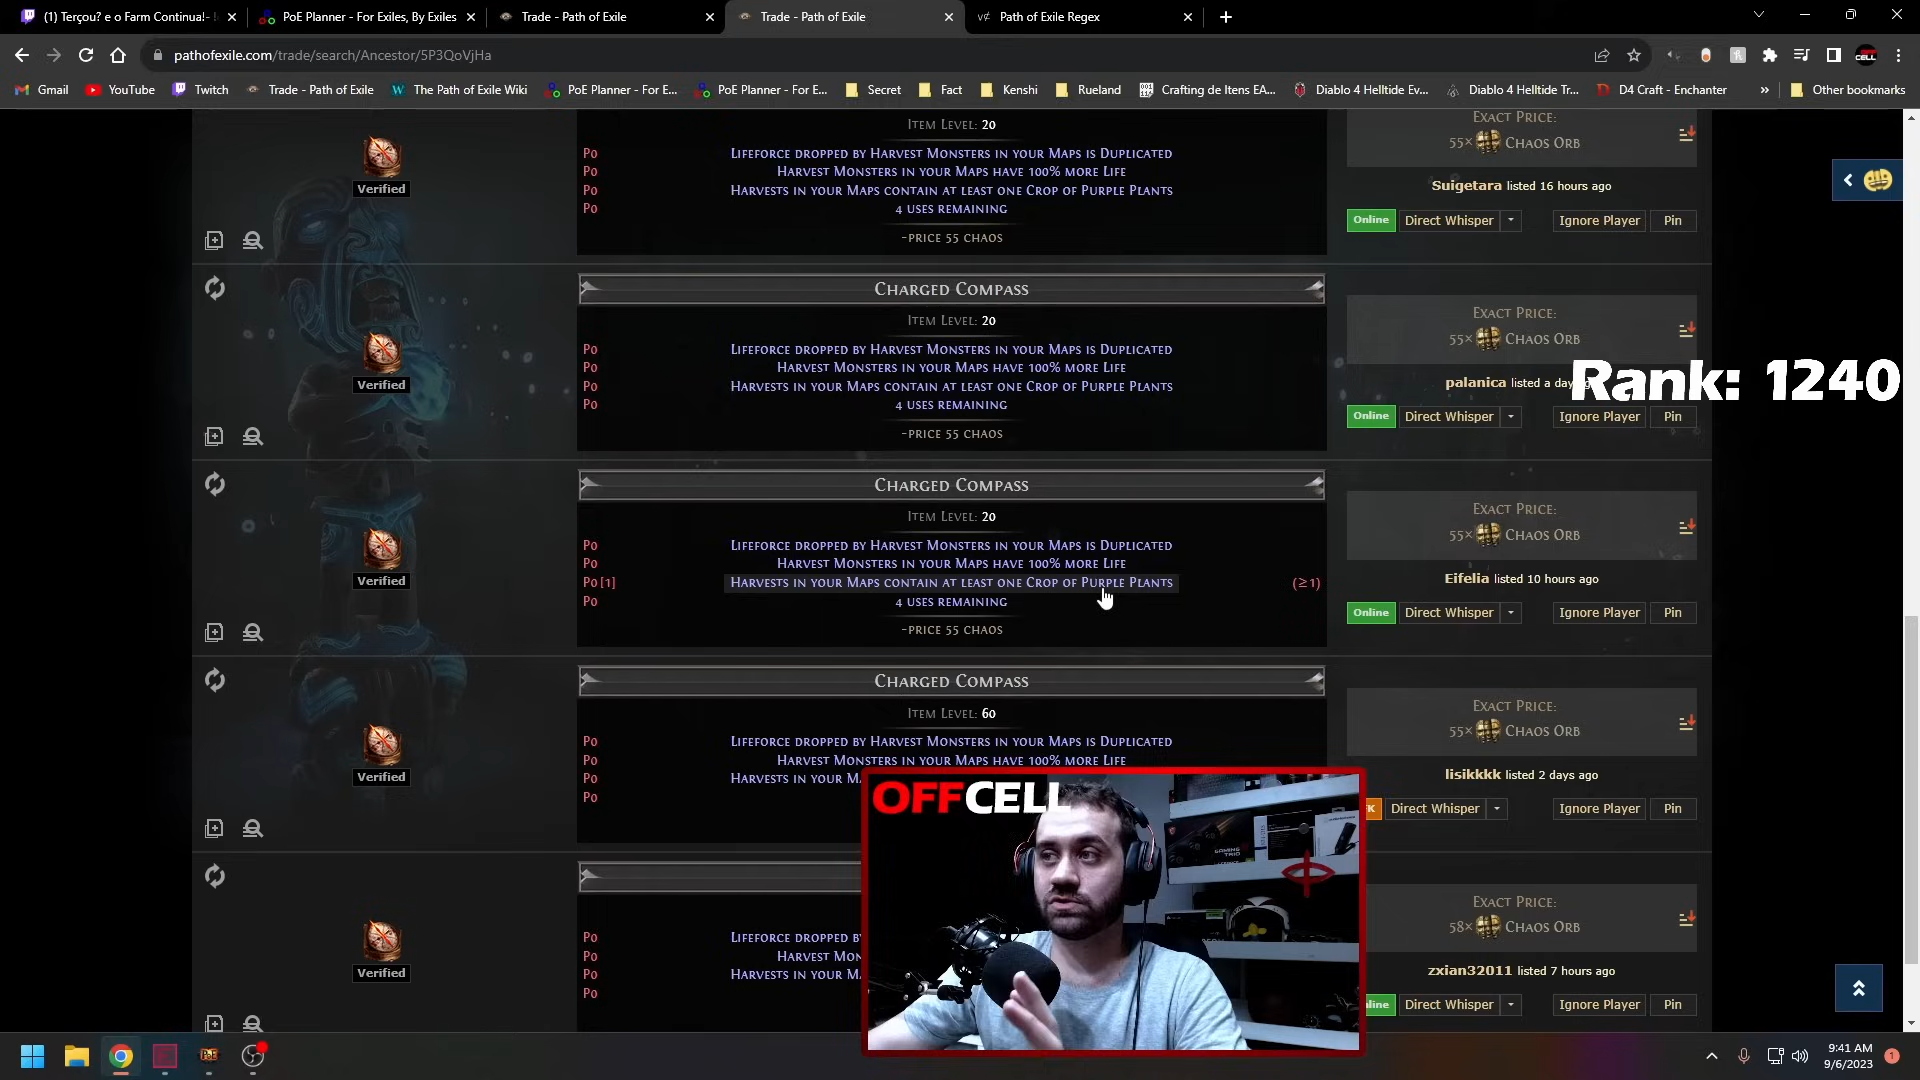 (1) Terçou? e o Farm Continua!-
PoE Planner - For Exiles, By Exiles
Trade - Path of Exile
Trade - Path of Exile
Path of Exile Regex
pathofexile.com/trade/search/Ancestor/5P3QoVjHa
Gmail
YouTube
Twitch
Trade - Path of Exile
The Path of Exile Wiki
PoE Planner - For E...
PoE Planner - For E...
Secret
Fact
Kenshi
Rueland
Crafting de Itens EA...
Diablo 4 Helltide Ev...
Diablo 4 Helltide Tr...
D4 Craft - Enchanter
»
Other bookmarks
Verified
Item Level: 20
Po Lifeforce dropped by Harvest Monsters in your Maps is Duplicated
Po Harvest Monsters in your Maps have 100% more Life
Po Harvests in your Maps contain at least one Crop of Purple Plants
Po 4 uses remaining
~price 55 chaos
Exact Price:
55× Chaos Orb
Suigetara listed 16 hours ago
Online Direct Whisper Ignore Player Pin
Charged Compass
Verified
Item Level: 20
Po Lifeforce dropped by Harvest Monsters in your Maps is Duplicated
Po Harvest Monsters in your Maps have 100% more Life
Po Harvests in your Maps contain at least one Crop of Purple Plants
Po 4 uses remaining
~price 55 chaos
Exact Price:
55× Chaos Orb
Rank: 1240
palanica listed a day
Online Direct Whisper Ignore Player Pin
Charged Compass
Verified
Item Level: 20
Po Lifeforce dropped by Harvest Monsters in your Maps is Duplicated
Po Harvest Monsters in your Maps have 100% more Life
Po [1] Harvests in your Maps contain at least one Crop of Purple Plants (≥1)
Po 4 uses remaining
~price 55 chaos
Exact Price:
55× Chaos Orb
Eifelia listed 10 hours ago
Online Direct Whisper Ignore Player Pin
Charged Compass
Verified
Item Level: 60
Po Lifeforce dropped by Harvest Monsters in your Maps is Duplicated
Po Harvest Monsters in your Maps have 100% more Life
Po Harvests in your
Po
Exact Price:
55× Chaos Orb
lisikkkk listed 2 days ago
Direct Whisper Ignore Player Pin
OFFCELL
Verified
Po Lifeforce dropped
Po Harvest
Po Harvests in your
Po
Exact Price:
58× Chaos Orb
zxian32011 listed 7 hours ago
Direct Whisper Ignore Player Pin
9:41 AM
9/6/2023
1